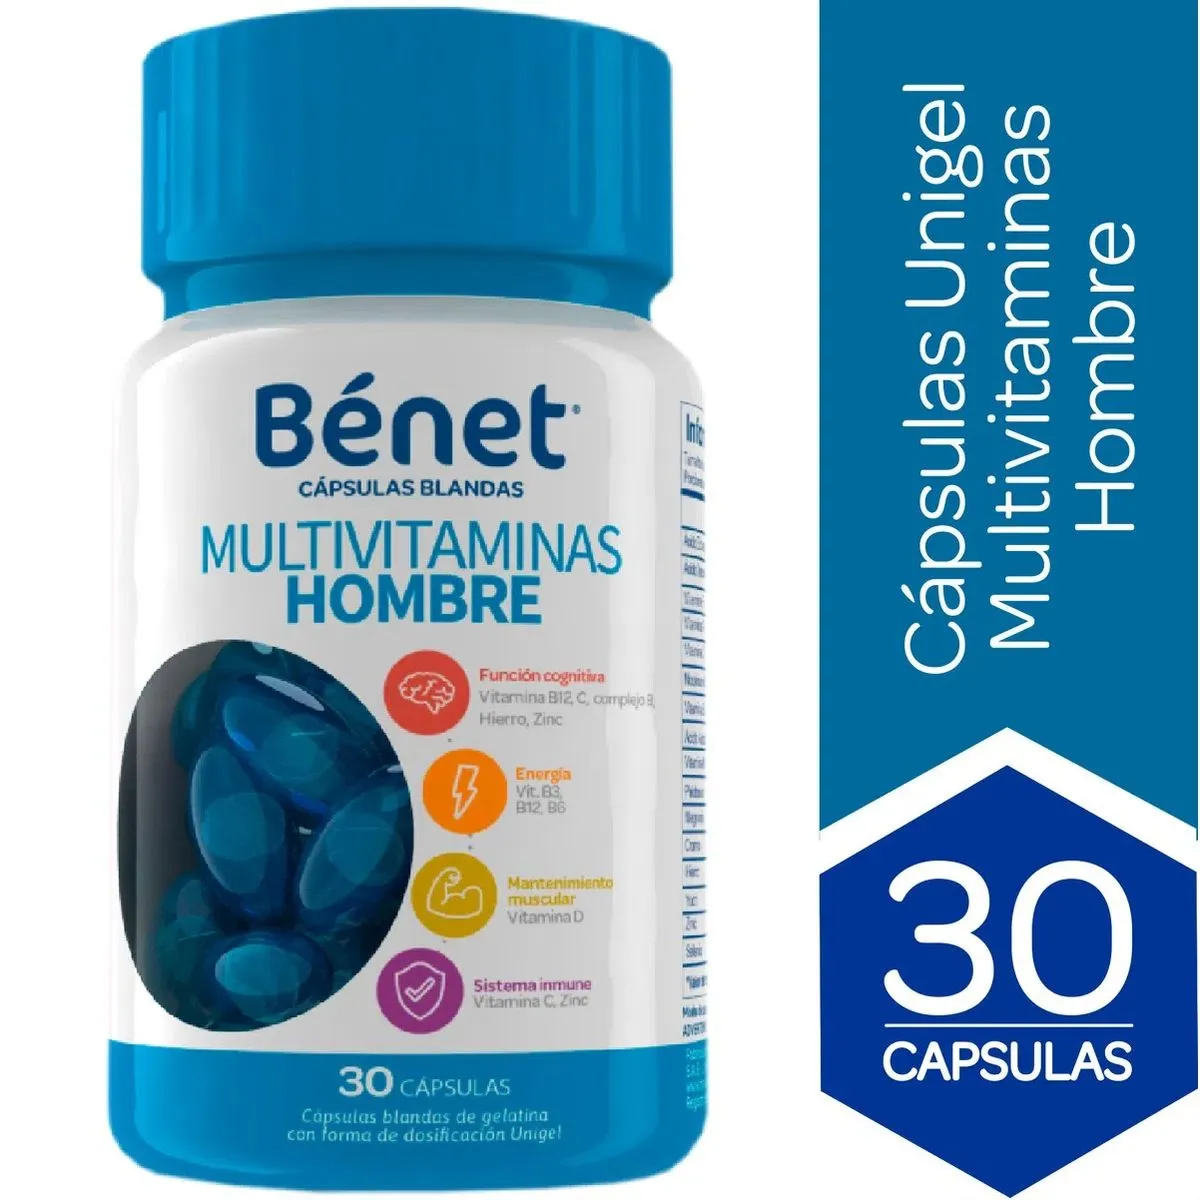 Bénet®
CÁPSULAS BLANDAS
MULTIVITAMINAS
HOMBRE
Función cognitiva
Vitamina B12, C, complejo B,
Hierro, Zinc
Energía
Vit. B3,
B12, B6
Mantenimiento
muscular
Vitamina D
Sistema inmune
Vitamina C, Zinc
30 CÁPSULAS
Cápsulas blandas de gelatina
con forma de dosificación Unigel
Cápsulas Unigel
Multivitaminas
Hombre
30
CAPSULAS